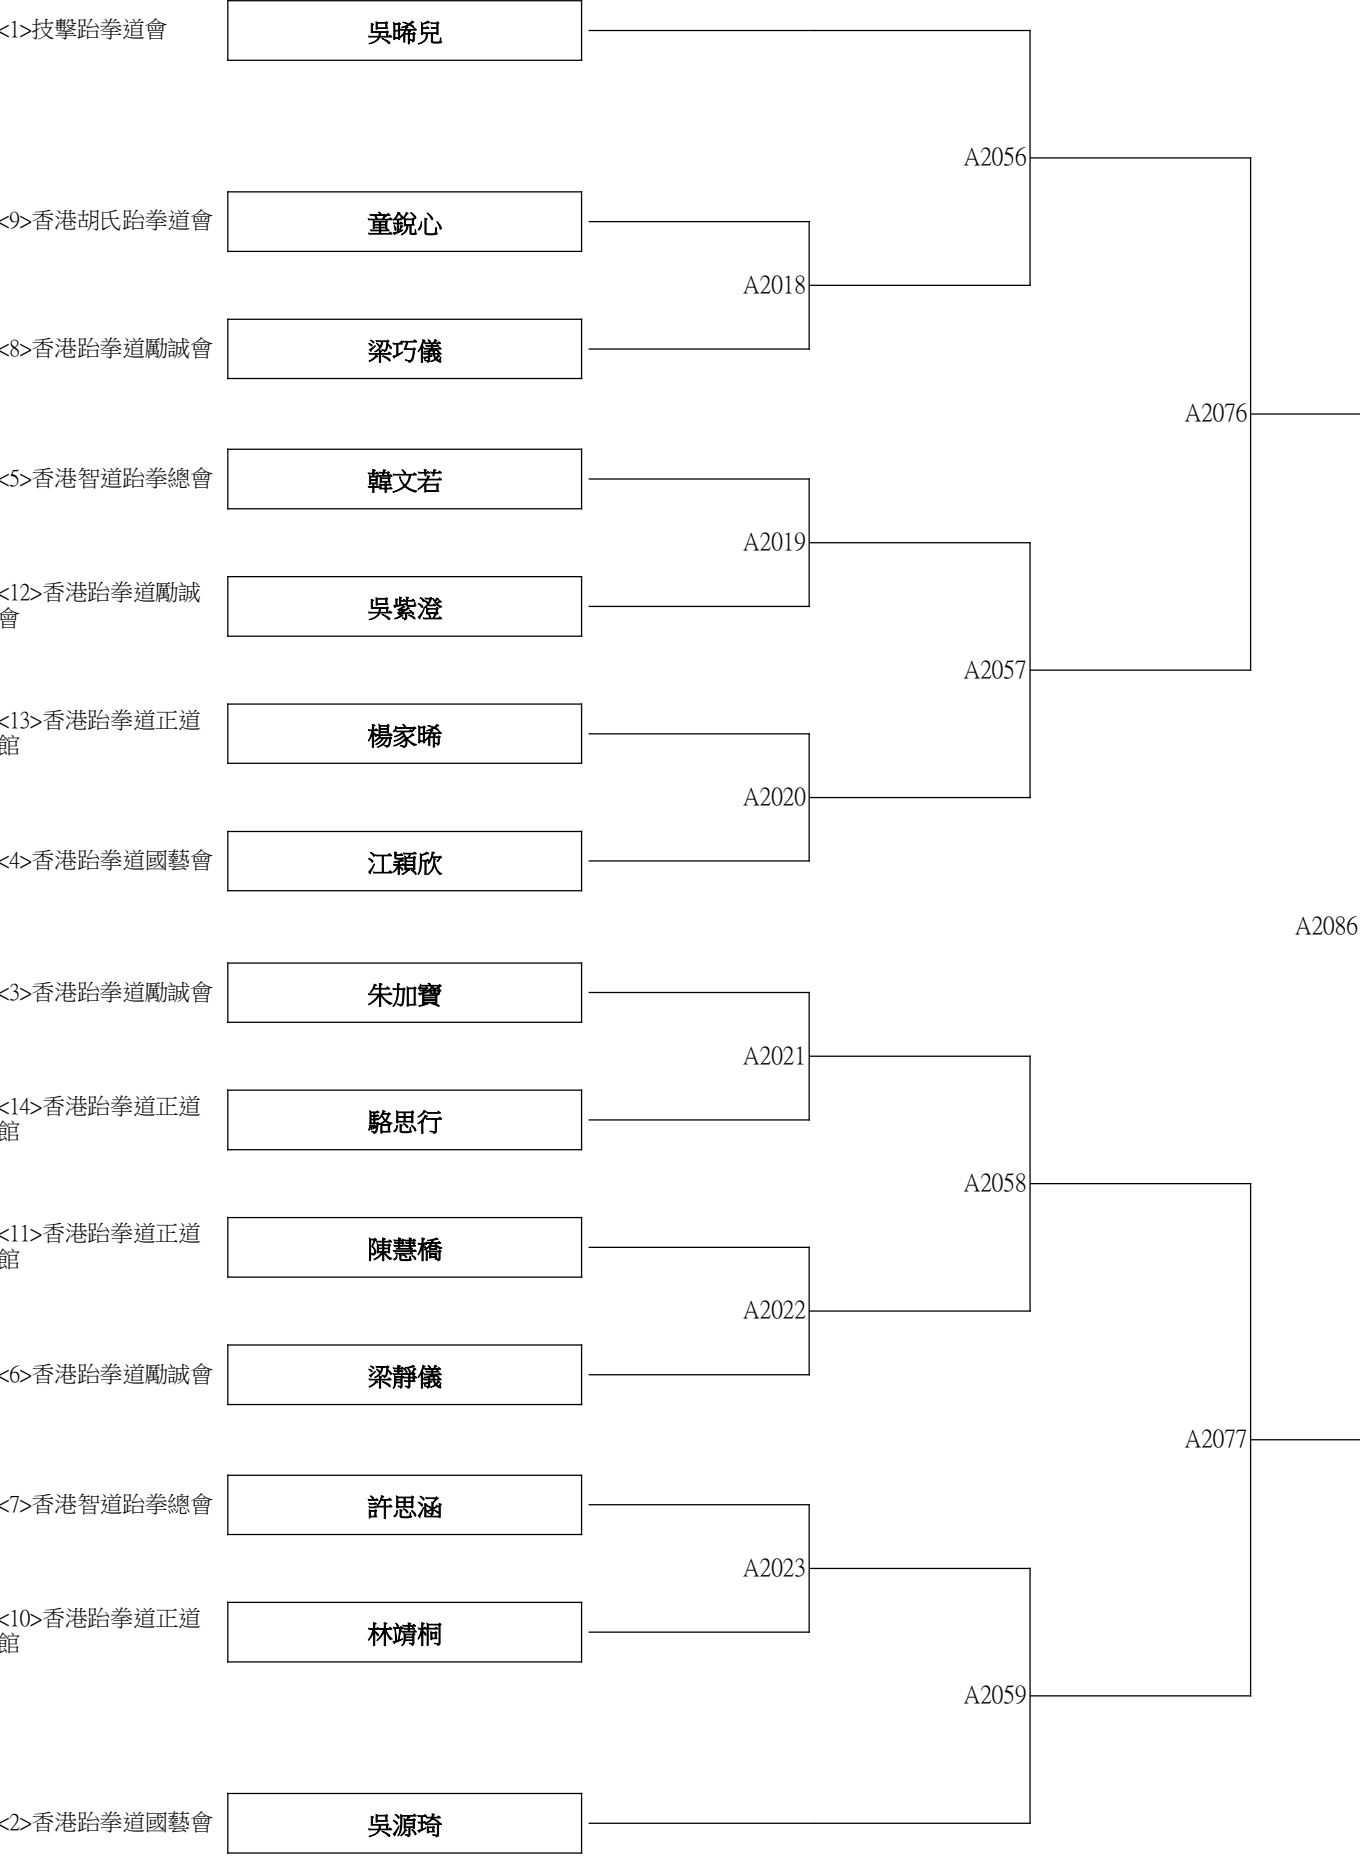 <1>技擊跆拳道會
吳晞兒
A2056
<9>香港胡氏跆拳道會
童銳心
A2018
<8>香港跆拳道勵誠會
梁巧儀
A2076
<5>香港智道跆拳總會
韓文若
A2019
<12>香港跆拳道勵誠
會
吳紫澄
A2057
<13>香港跆拳道正道
館
楊家晞
A2020
<4>香港跆拳道國藝會
江穎欣
A2086
<3>香港跆拳道勵誠會
朱加寶
A2021
<14>香港跆拳道正道
館
駱思行
A2058
<11>香港跆拳道正道
館
陳慧橋
A2022
<6>香港跆拳道勵誠會
梁靜儀
A2077
<7>香港智道跆拳總會
許思涵
A2023
<10>香港跆拳道正道
館
林靖桐
A2059
<2>香港跆拳道國藝會
吳源琦